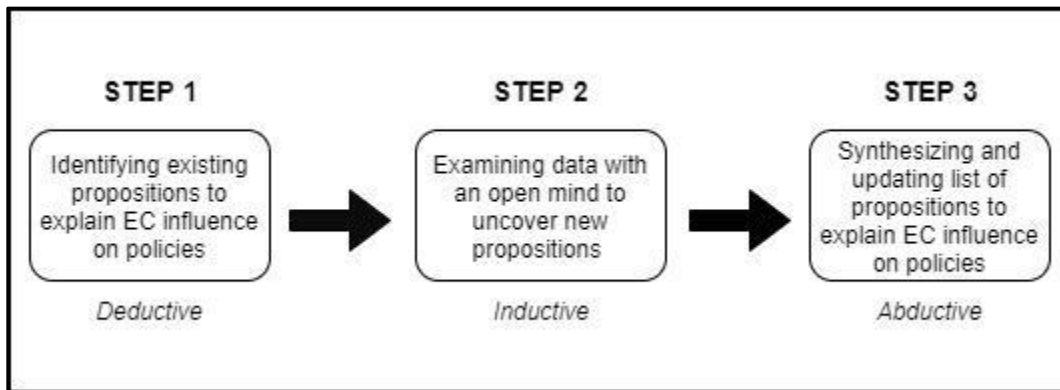 STEP 1
Identifying existing
propositions to
explain EC influence
on policies
Deductive
STEP 2
Examining data with
an open mind to
uncover new
propositions
Inductive
STEP 3
Synthesizing and
updating list of
propositions to
explain EC influence
on policies
Abductive